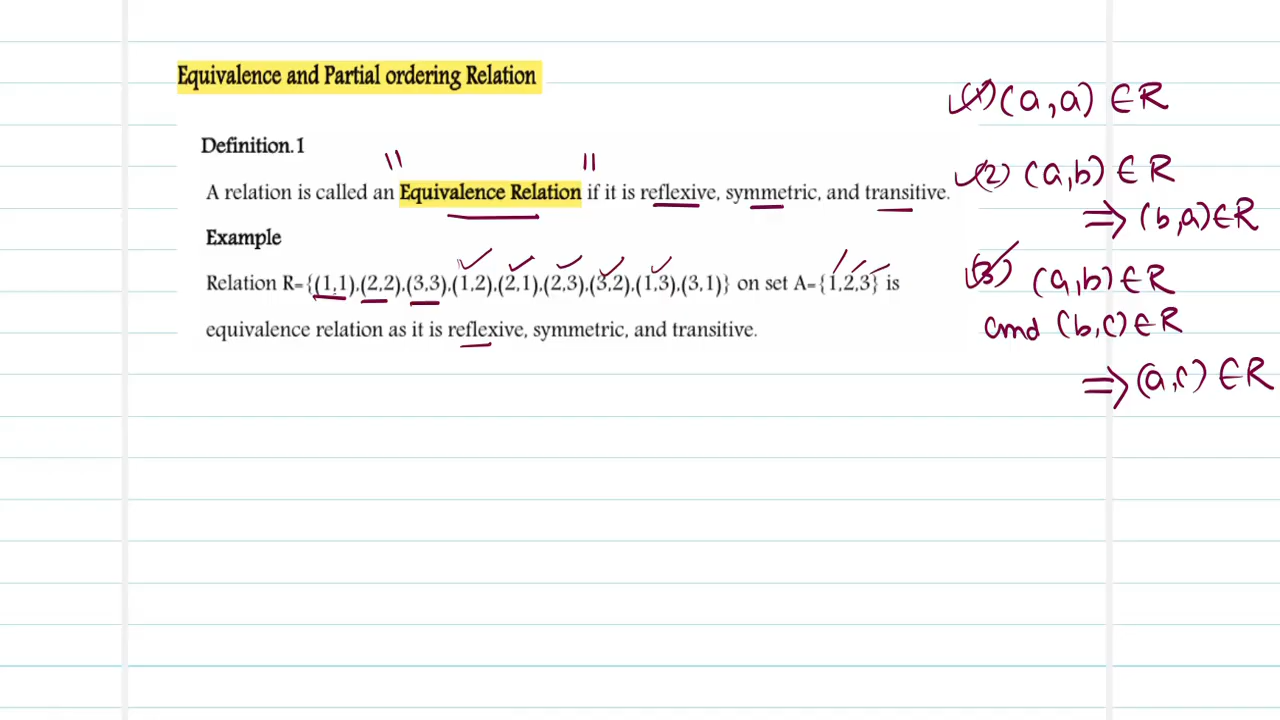 Equivalence and Partial ordering Relation
Definition.1
A relation is called an "Equivalence Relation" if it is reflexive, symmetric, and transitive.
Example
Relation R={(1,1).(2,2).(3,3).(1,2).(2,1).(2,3).(3,2).(1,3).(3,1)} on set A={1,2,3} is
equivalence relation as it is reflexive, symmetric, and transitive.
(1) (a,a) ∈ R
(2) (a,b) ∈ R
⇒ (b,a) ∈ R
(3) (a,b) ∈ R
and (b,c) ∈ R
⇒ (a,c) ∈ R